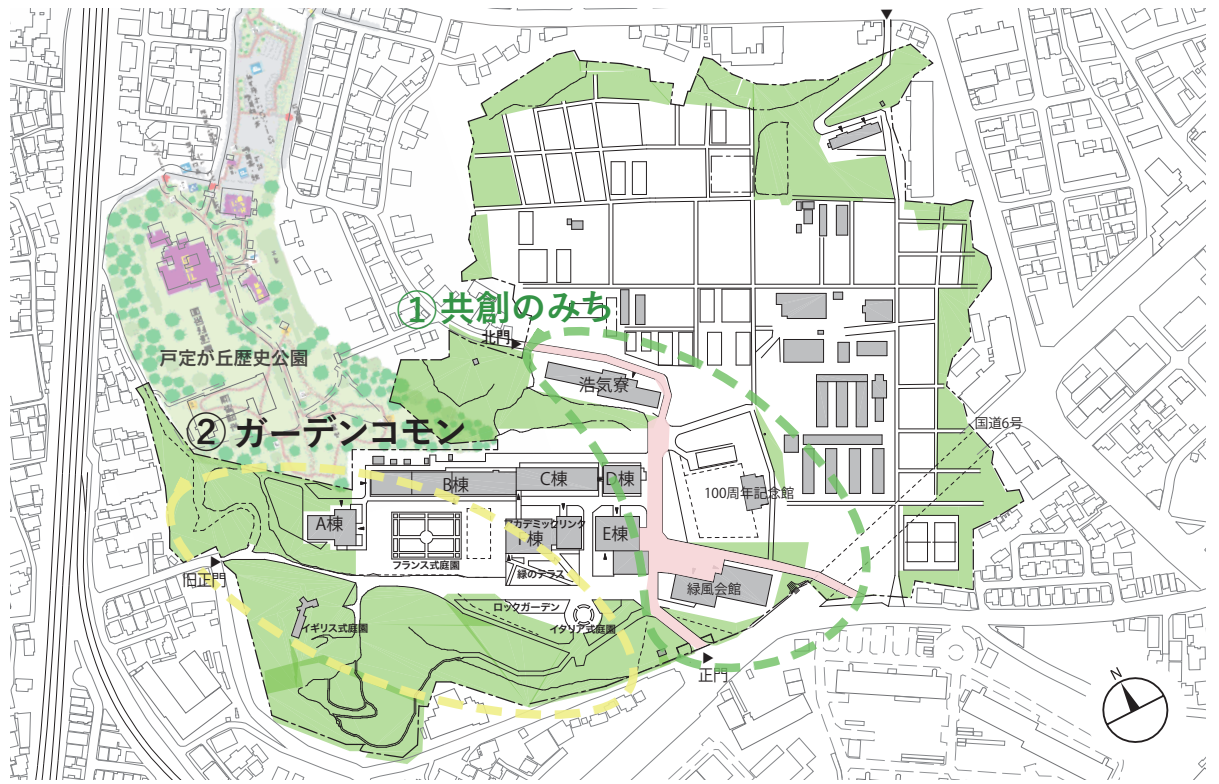 ① 共創のみち
北門
浩気寮
戸定が丘歴史公園
② ガーデンコモン
国道6号
B棟
C棟
D棟
100周年記念館
A棟
アカデミックリンク
E棟
フランス式庭園
緑のテラス
旧正門
緑風会館
ロックガーデン
イギリス式庭園
イタリア式庭園
正門
N